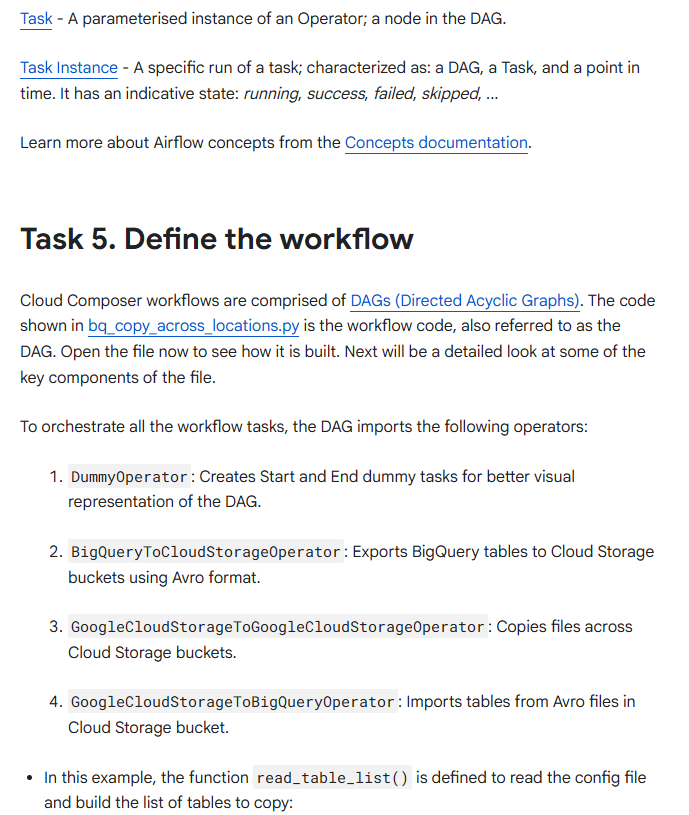 Task - A parameterised instance of an Operator; a node in the DAG.
Task Instance - A specific run of a task; characterized as: a DAG, a Task, and a point in
time. It has an indicative state: running, success, failed, skipped, ...
Learn more about Airflow concepts from the Concepts documentation.
Task 5. Define the workflow
Cloud Composer workflows are comprised of DAGs (Directed Acyclic Graphs). The code
shown in bq_copy_across_locations.py is the workflow code, also referred to as the
DAG. Open the file now to see how it is built. Next will be a detailed look at some of the
key components of the file.
To orchestrate all the workflow tasks, the DAG imports the following operators:
1. DummyOperator: Creates Start and End dummy tasks for better visual
representation of the DAG.
2. BigQueryToCloudStorageOperator: Exports BigQuery tables to Cloud Storage
buckets using Avro format.
3. GoogleCloudStorageToGoogleCloudStorageOperator: Copies files across
Cloud Storage buckets.
4. GoogleCloudStorageToBigQueryOperator: Imports tables from Avro files in
Cloud Storage bucket.
• In this example, the function read_table_list() is defined to read the config file
and build the list of tables to copy: